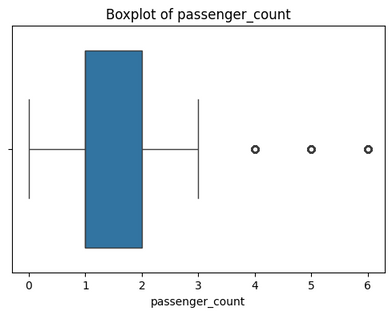 Boxplot of passenger_count
0 1 2 3 4 5 6
passenger_count